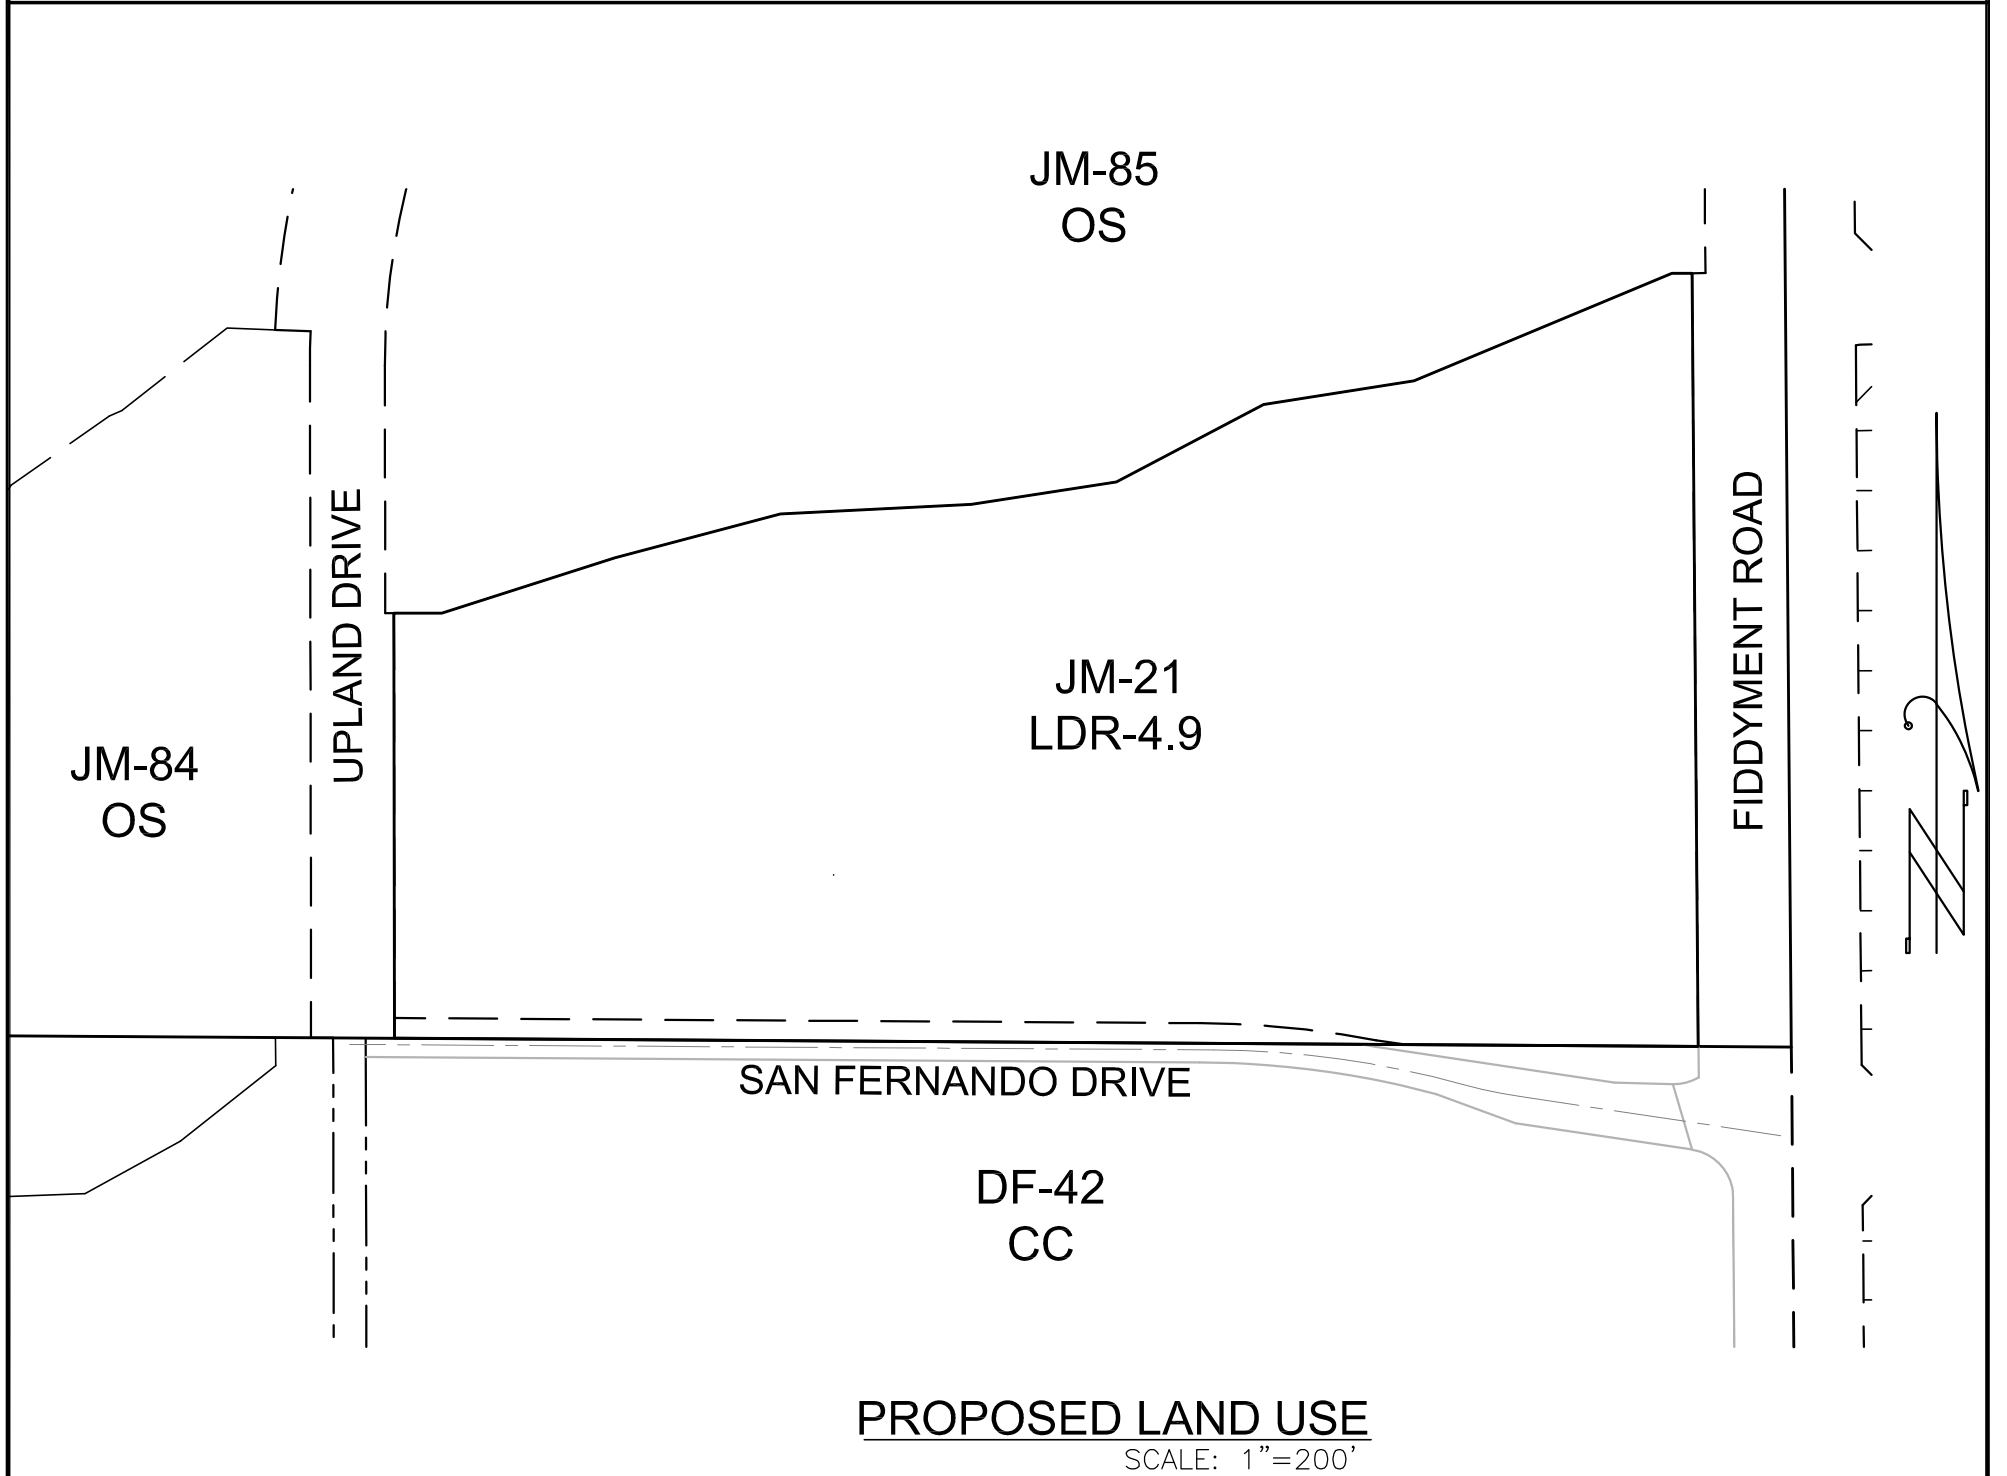 JM-85
OS
UPLAND DRIVE
FIDDYMENT ROAD
JM-21
LDR-4.9
JM-84
OS
N
SAN FERNANDO DRIVE
DF-42
CC
PROPOSED LAND USE
SCALE: 1"=200'